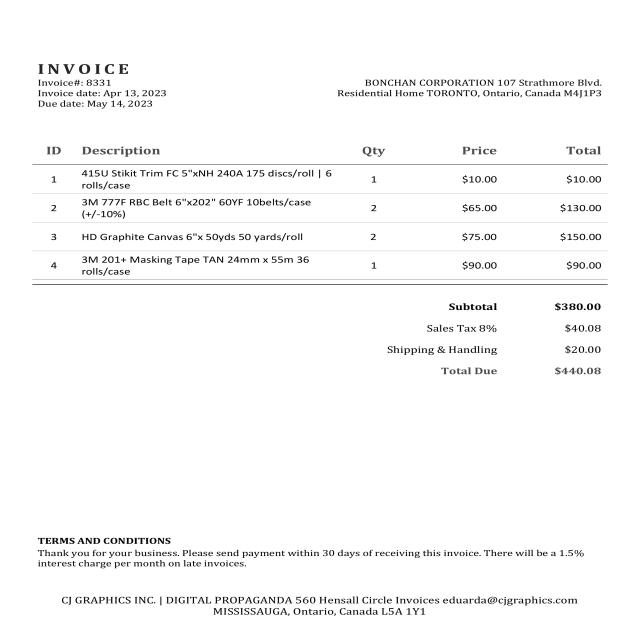 INVOICE
Invoice#: 8331
Invoice date: Apr 13, 2023
Due date: May 14, 2023
BONCHAN CORPORATION 107 Strathmore Blvd.
Residential Home TORONTO, Ontario, Canada M4J1P3
ID Description Qty Price Total
1 415U Stikit Trim FC 5"xNH 240A 175 discs/roll | 6 rolls/case 1 $10.00 $10.00
2 3M 777F RBC Belt 6"x202" 60YF 10belts/case (+/-10%) 2 $65.00 $130.00
3 HD Graphite Canvas 6"x 50yds 50 yards/roll 2 $75.00 $150.00
4 3M 201+ Masking Tape TAN 24mm x 55m 36 rolls/case 1 $90.00 $90.00
Subtotal $380.00
Sales Tax 8% $40.08
Shipping & Handling $20.00
Total Due $440.08
TERMS AND CONDITIONS
Thank you for your business. Please send payment within 30 days of receiving this invoice. There will be a 1.5%
interest charge per month on late invoices.
CJ GRAPHICS INC. | DIGITAL PROPAGANDA 560 Hensall Circle Invoices eduarda@cjgraphics.com
MISSISSAUGA, Ontario, Canada L5A 1Y1